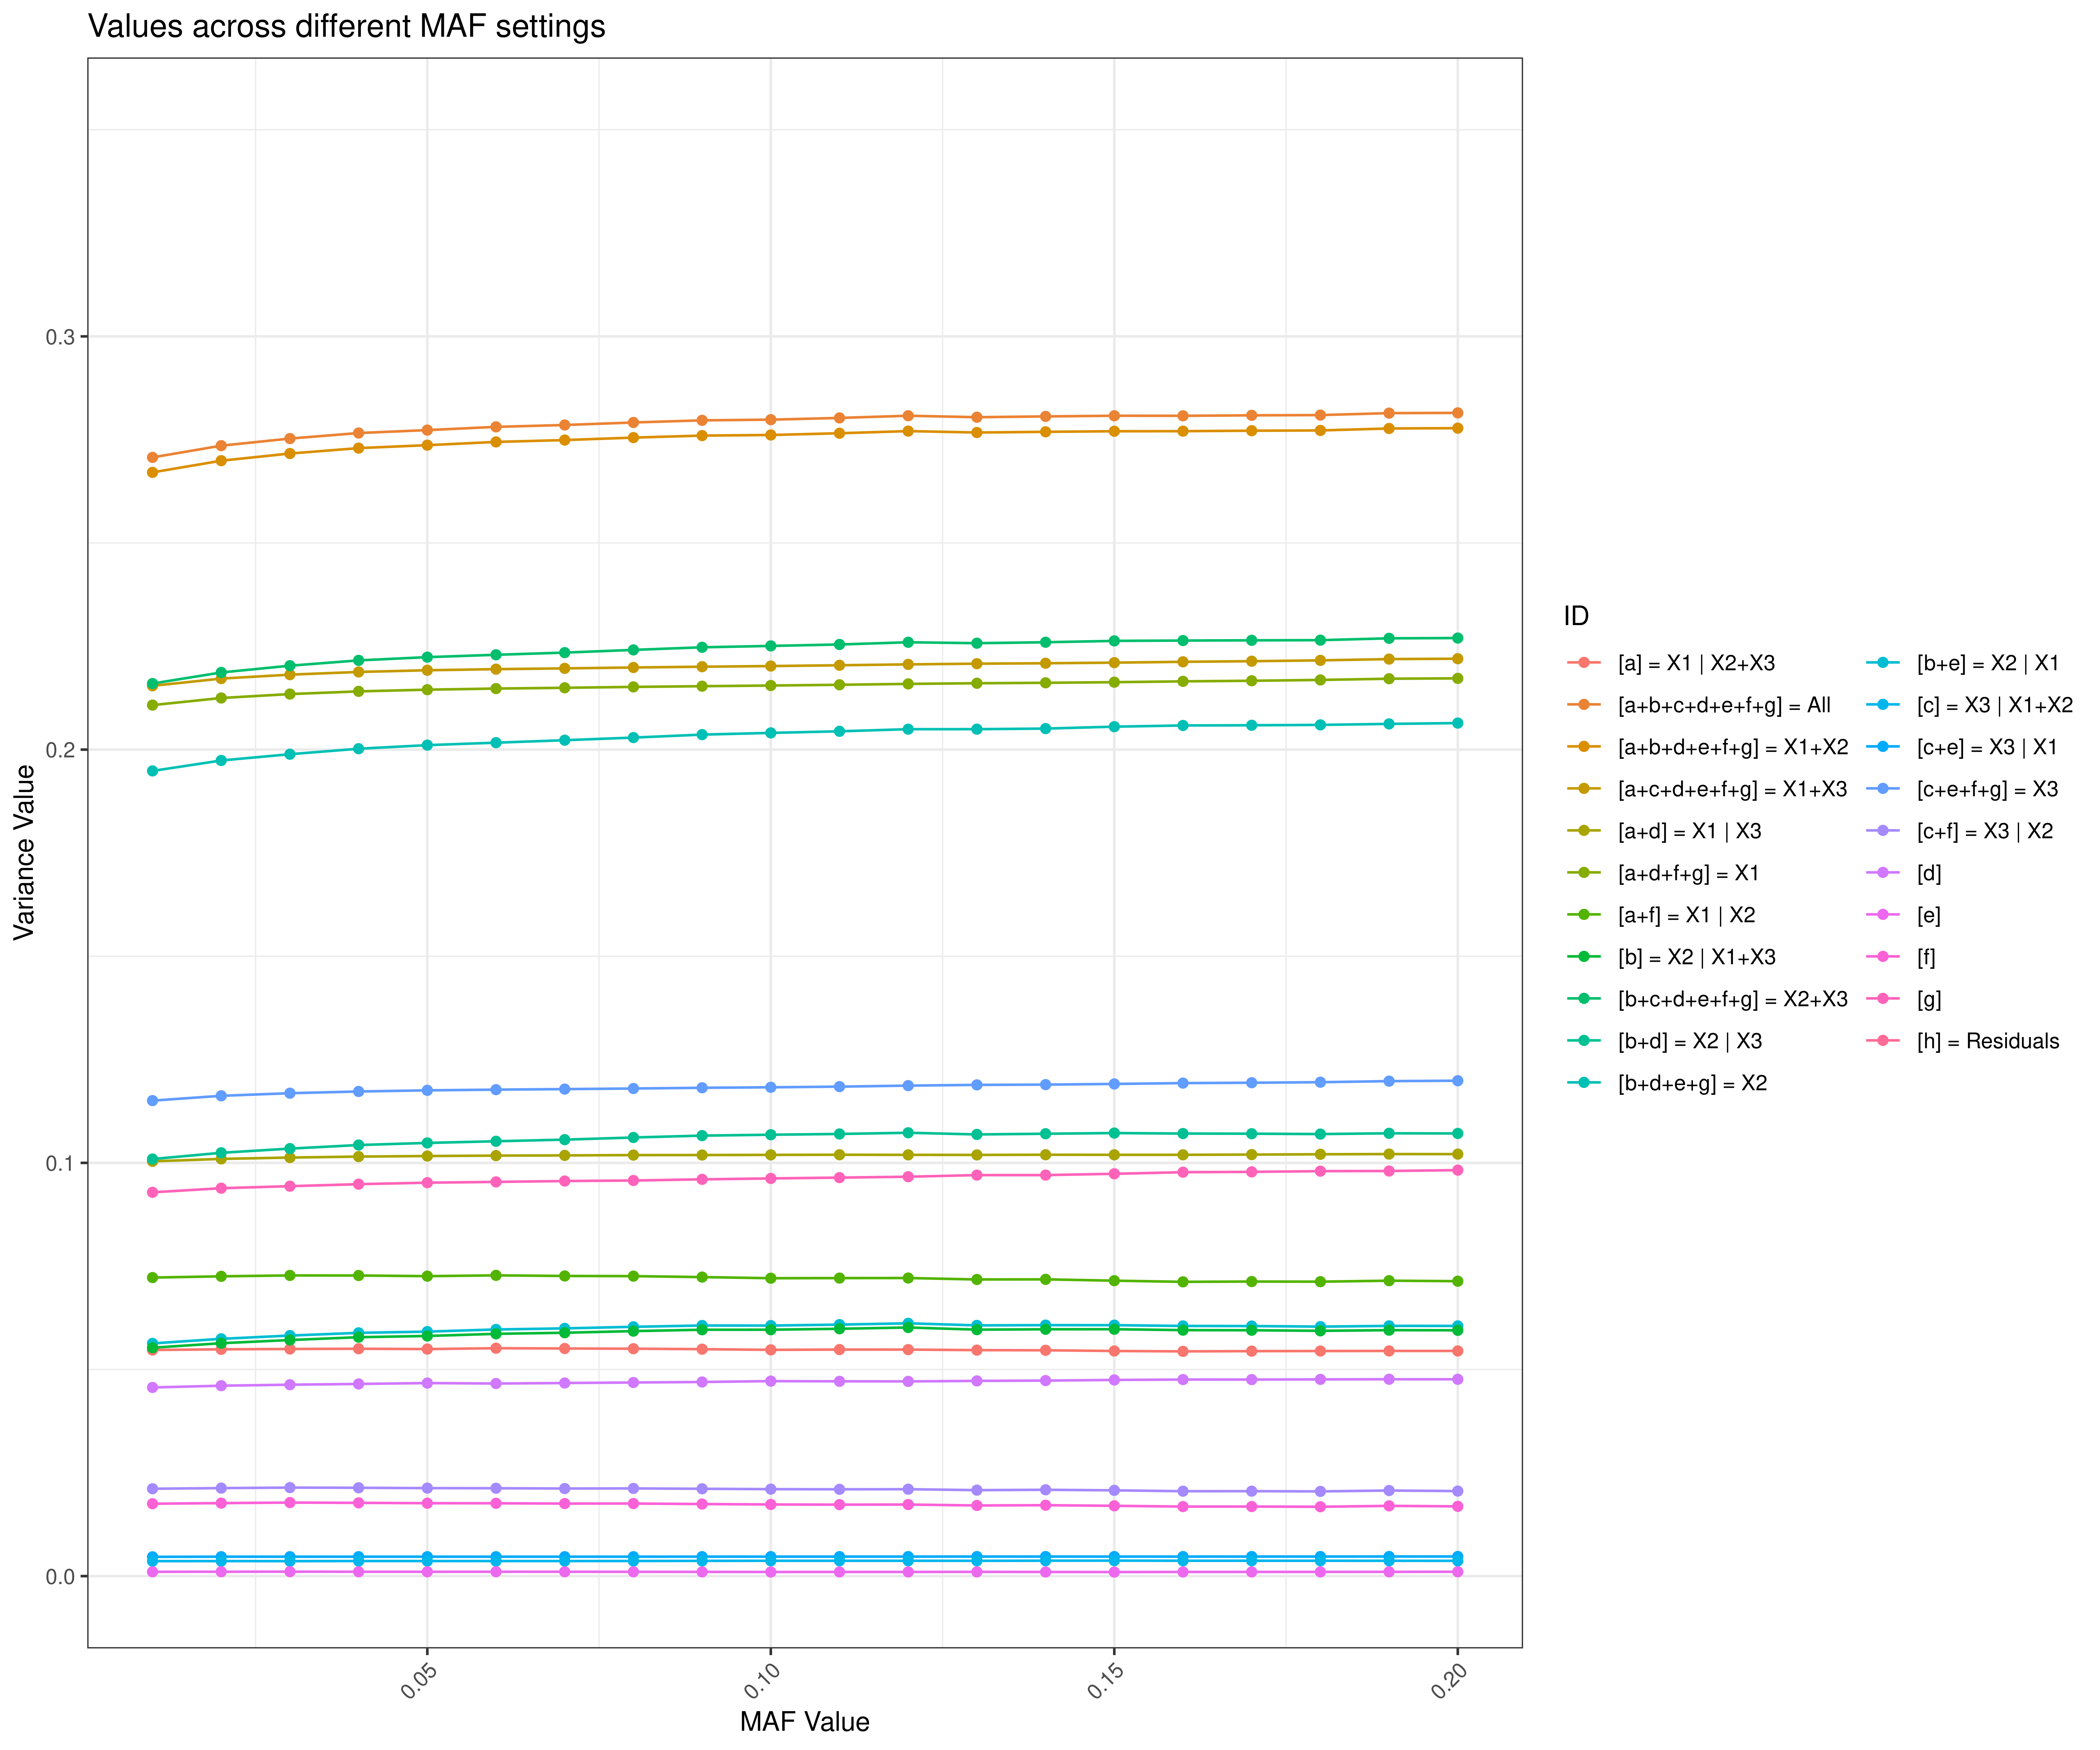 Values across different MAF settings
Variance Value
0.3
0.2
0.1
0.0
0.05
0.10
0.15
0.20
MAF Value
ID
[a] = X1 | X2+X3
[a+b+c+d+e+f+g] = All
[a+b+d+e+f+g] = X1+X2
[a+c+d+e+f+g] = X1+X3
[a+d] = X1 | X3
[a+d+f+g] = X1
[a+f] = X1 | X2
[b] = X2 | X1+X3
[b+c+d+e+f+g] = X2+X3
[b+d] = X2 | X3
[b+d+e+g] = X2
[b+e] = X2 | X1
[c] = X3 | X1+X2
[c+e] = X3 | X1
[c+e+f+g] = X3
[c+f] = X3 | X2
[d]
[e]
[f]
[g]
[h] = Residuals